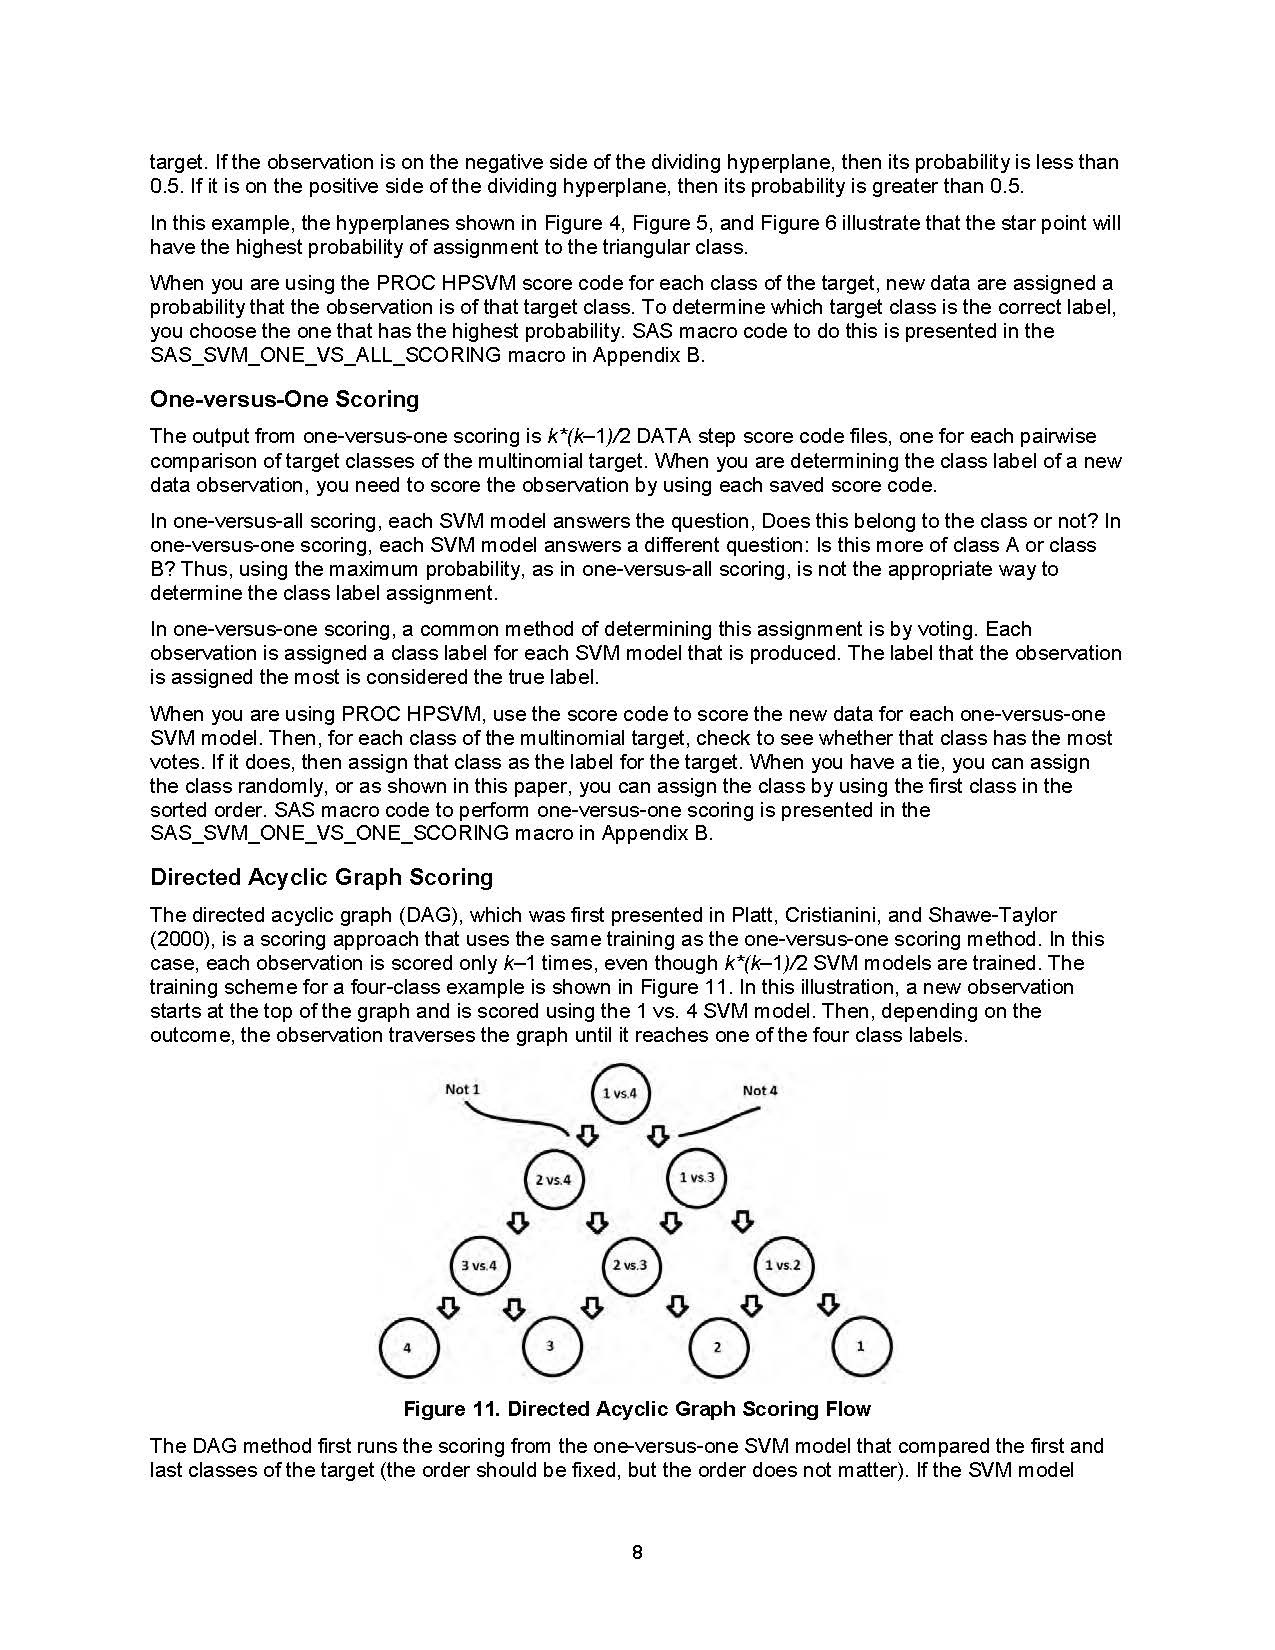 target. If the observation is on the negative side of the dividing hyperplane, then its probability is less than
0.5. If it is on the positive side of the dividing hyperplane, then its probability is greater than 0.5.
In this example, the hyperplanes shown in Figure 4, Figure 5, and Figure 6 illustrate that the star point will
have the highest probability of assignment to the triangular class.
When you are using the PROC HPSVM score code for each class of the target, new data are assigned a
probability that the observation is of that target class. To determine which target class is the correct label,
you choose the one that has the highest probability. SAS macro code to do this is presented in the
SAS_SVM_ONE_VS_ALL_SCORING macro in Appendix B.
One-versus-One Scoring
The output from one-versus-one scoring is k*(k–1)/2 DATA step score code files, one for each pairwise
comparison of target classes of the multinomial target. When you are determining the class label of a new
data observation, you need to score the observation by using each saved score code.
In one-versus-all scoring, each SVM model answers the question, Does this belong to the class or not? In
one-versus-one scoring, each SVM model answers a different question: Is this more of class A or class
B? Thus, using the maximum probability, as in one-versus-all scoring, is not the appropriate way to
determine the class label assignment.
In one-versus-one scoring, a common method of determining this assignment is by voting. Each
observation is assigned a class label for each SVM model that is produced. The label that the observation
is assigned the most is considered the true label.
When you are using PROC HPSVM, use the score code to score the new data for each one-versus-one
SVM model. Then, for each class of the multinomial target, check to see whether that class has the most
votes. If it does, then assign that class as the label for the target. When you have a tie, you can assign
the class randomly, or as shown in this paper, you can assign the class by using the first class in the
sorted order. SAS macro code to perform one-versus-one scoring is presented in the
SAS_SVM_ONE_VS_ONE_SCORING macro in Appendix B.
Directed Acyclic Graph Scoring
The directed acyclic graph (DAG), which was first presented in Platt, Cristianini, and Shawe-Taylor
(2000), is a scoring approach that uses the same training as the one-versus-one scoring method. In this
case, each observation is scored only k–1 times, even though k*(k–1)/2 SVM models are trained. The
training scheme for a four-class example is shown in Figure 11. In this illustration, a new observation
starts at the top of the graph and is scored using the 1 vs. 4 SVM model. Then, depending on the
outcome, the observation traverses the graph until it reaches one of the four class labels.
Not 1 1 vs.4 Not 4
2 vs.4 1 vs.3
3 vs.4 2 vs.3 1 vs.2
4 3 2 1
Figure 11. Directed Acyclic Graph Scoring Flow
The DAG method first runs the scoring from the one-versus-one SVM model that compared the first and
last classes of the target (the order should be fixed, but the order does not matter). If the SVM model
8